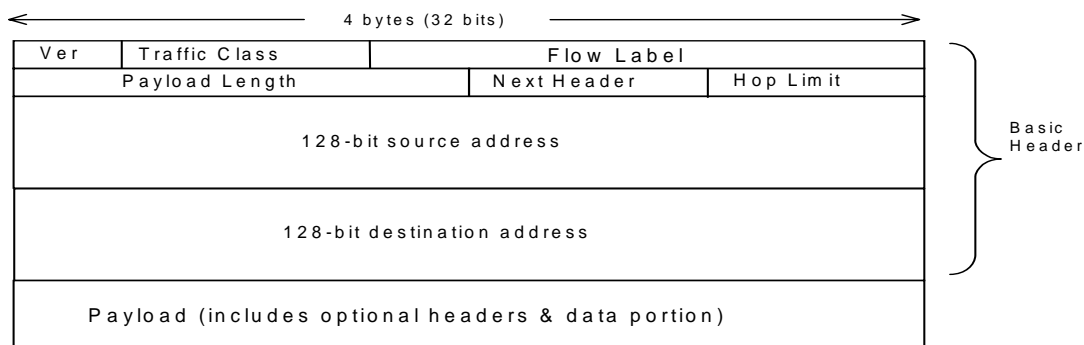 4 bytes (32 bits)
Ver Traffic Class Flow Label
Payload Length Next Header Hop Limit
128-bit source address
Basic
Header
128-bit destination address
Payload (includes optional headers & data portion)